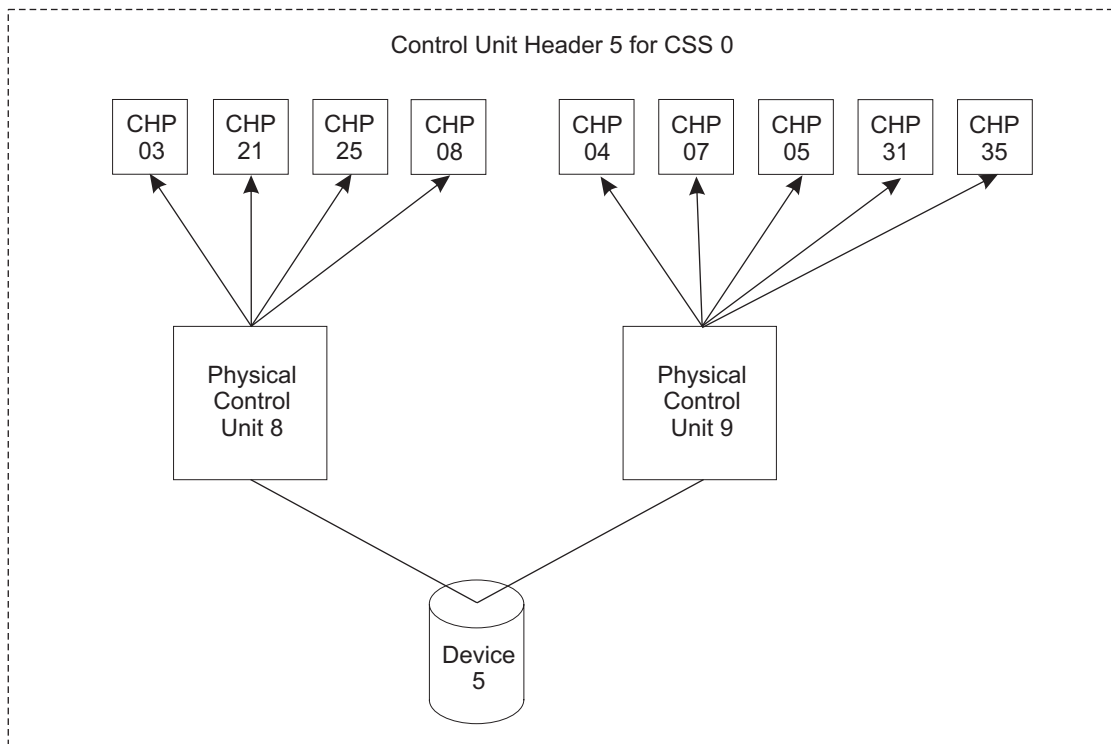 Control Unit Header 5 for CSS 0
CHP
03
CHP
21
CHP
25
CHP
08
CHP
04
CHP
07
CHP
05
CHP
31
CHP
35
Physical
Control
Unit 8
Physical
Control
Unit 9
Device
5